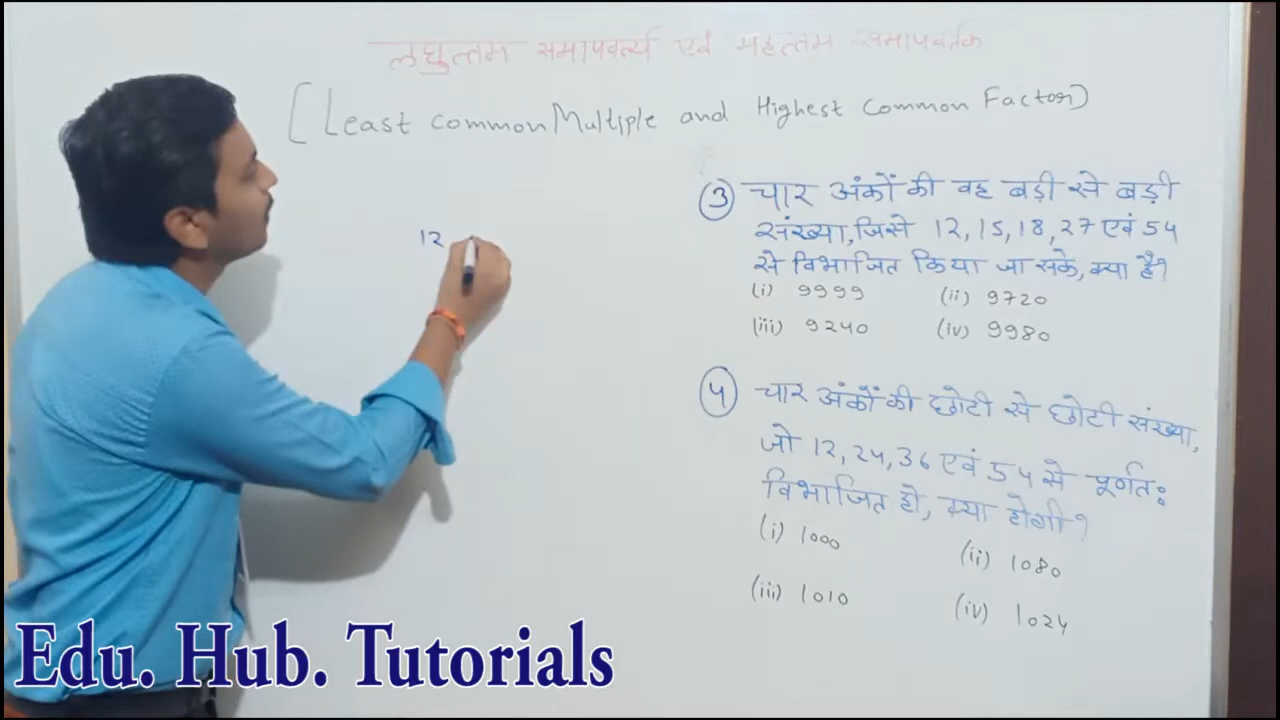 लघुत्तम समापवर्त्य एवं महत्तम समापवर्तक
[Least common Multiple and Highest Common Factor)
12
(3) चार अंकों की वह बड़ी से बड़ी
संख्या, जिसे 12, 15, 18, 27 एवं 54
से विभाजित किया जा सके, क्या है?
(i) 9999 (ii) 9720
(iii) 9240 (iv) 9980
(4) चार अंकों की छोटी से छोटी संख्या,
जो 12, 24, 36 एवं 54 से पूर्णतः
विभाजित हो, क्या होगी?
(i) 1000 (ii) 1080
(iii) 1010 (iv) 1024
Edu. Hub. Tutorials